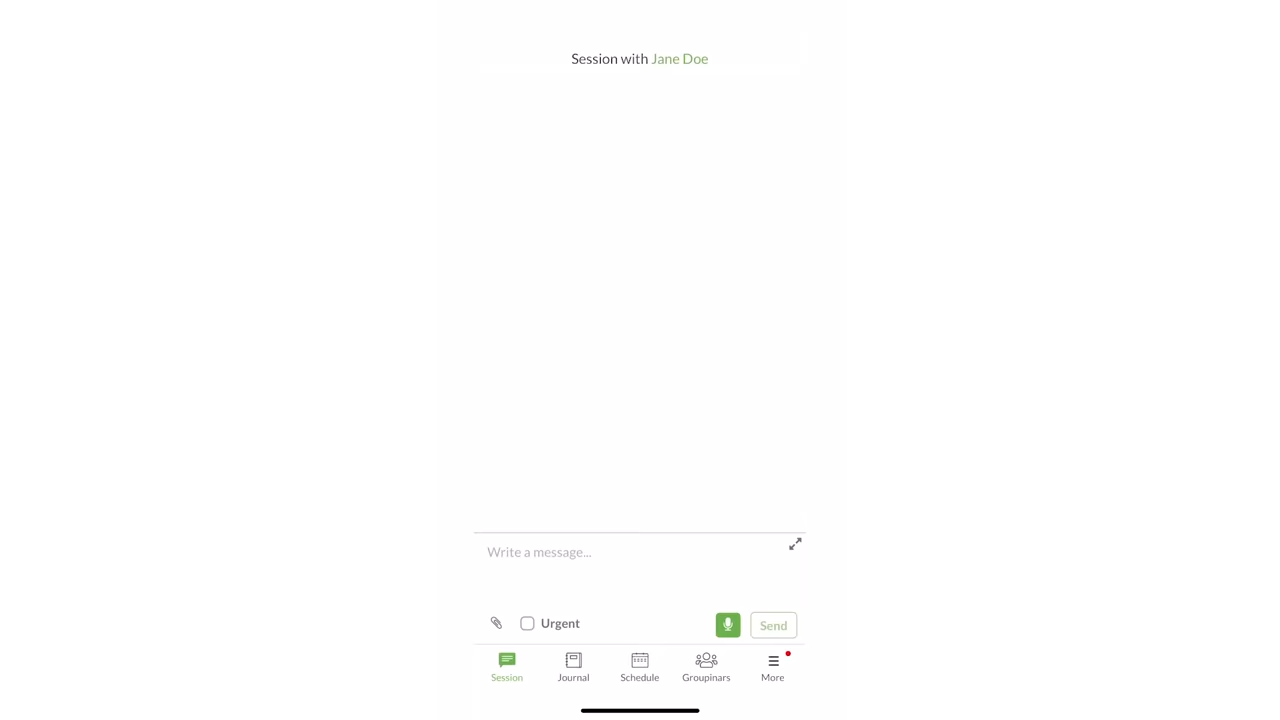 Session with Jane Doe
Write a message...
Urgent
Send
Session
Journal
Schedule
Groupinars
More